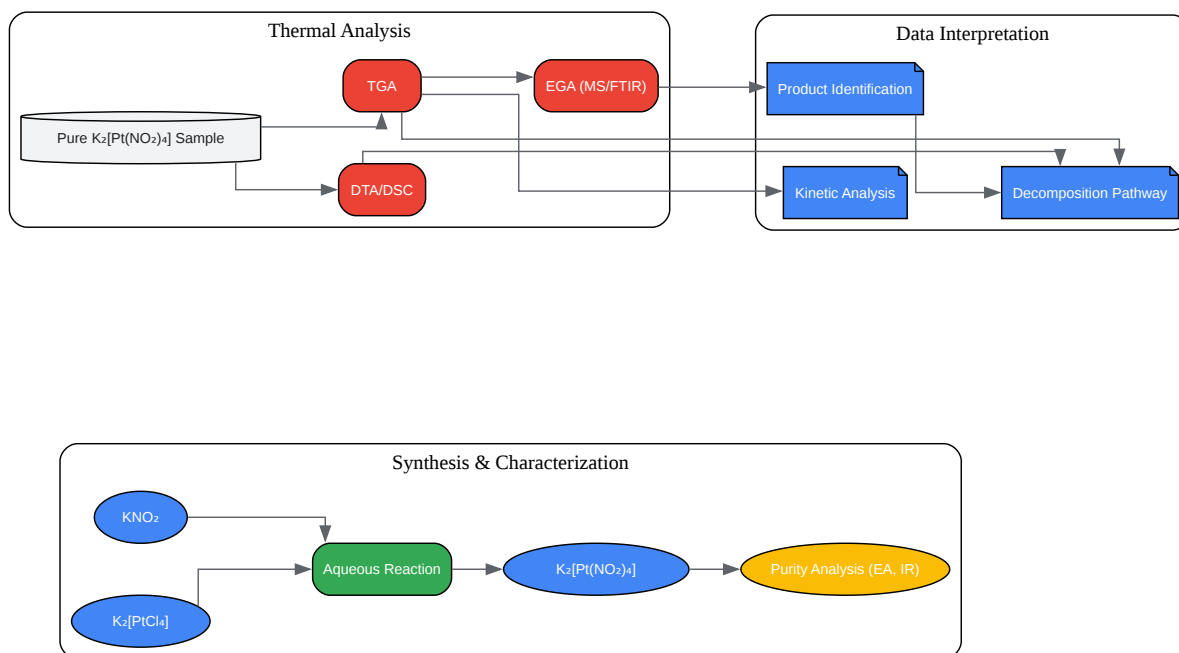 Thermal Analysis
Data Interpretation
TGA
EGA (MS/FTIR)
Product Identification
Pure K₂[Pt(NO₂)₄] Sample
DTA/DSC
Kinetic Analysis
Decomposition Pathway
Synthesis & Characterization
KNO₂
Aqueous Reaction
K₂[Pt(NO₂)₄]
Purity Analysis (EA, IR)
K₂[PtCl₄]